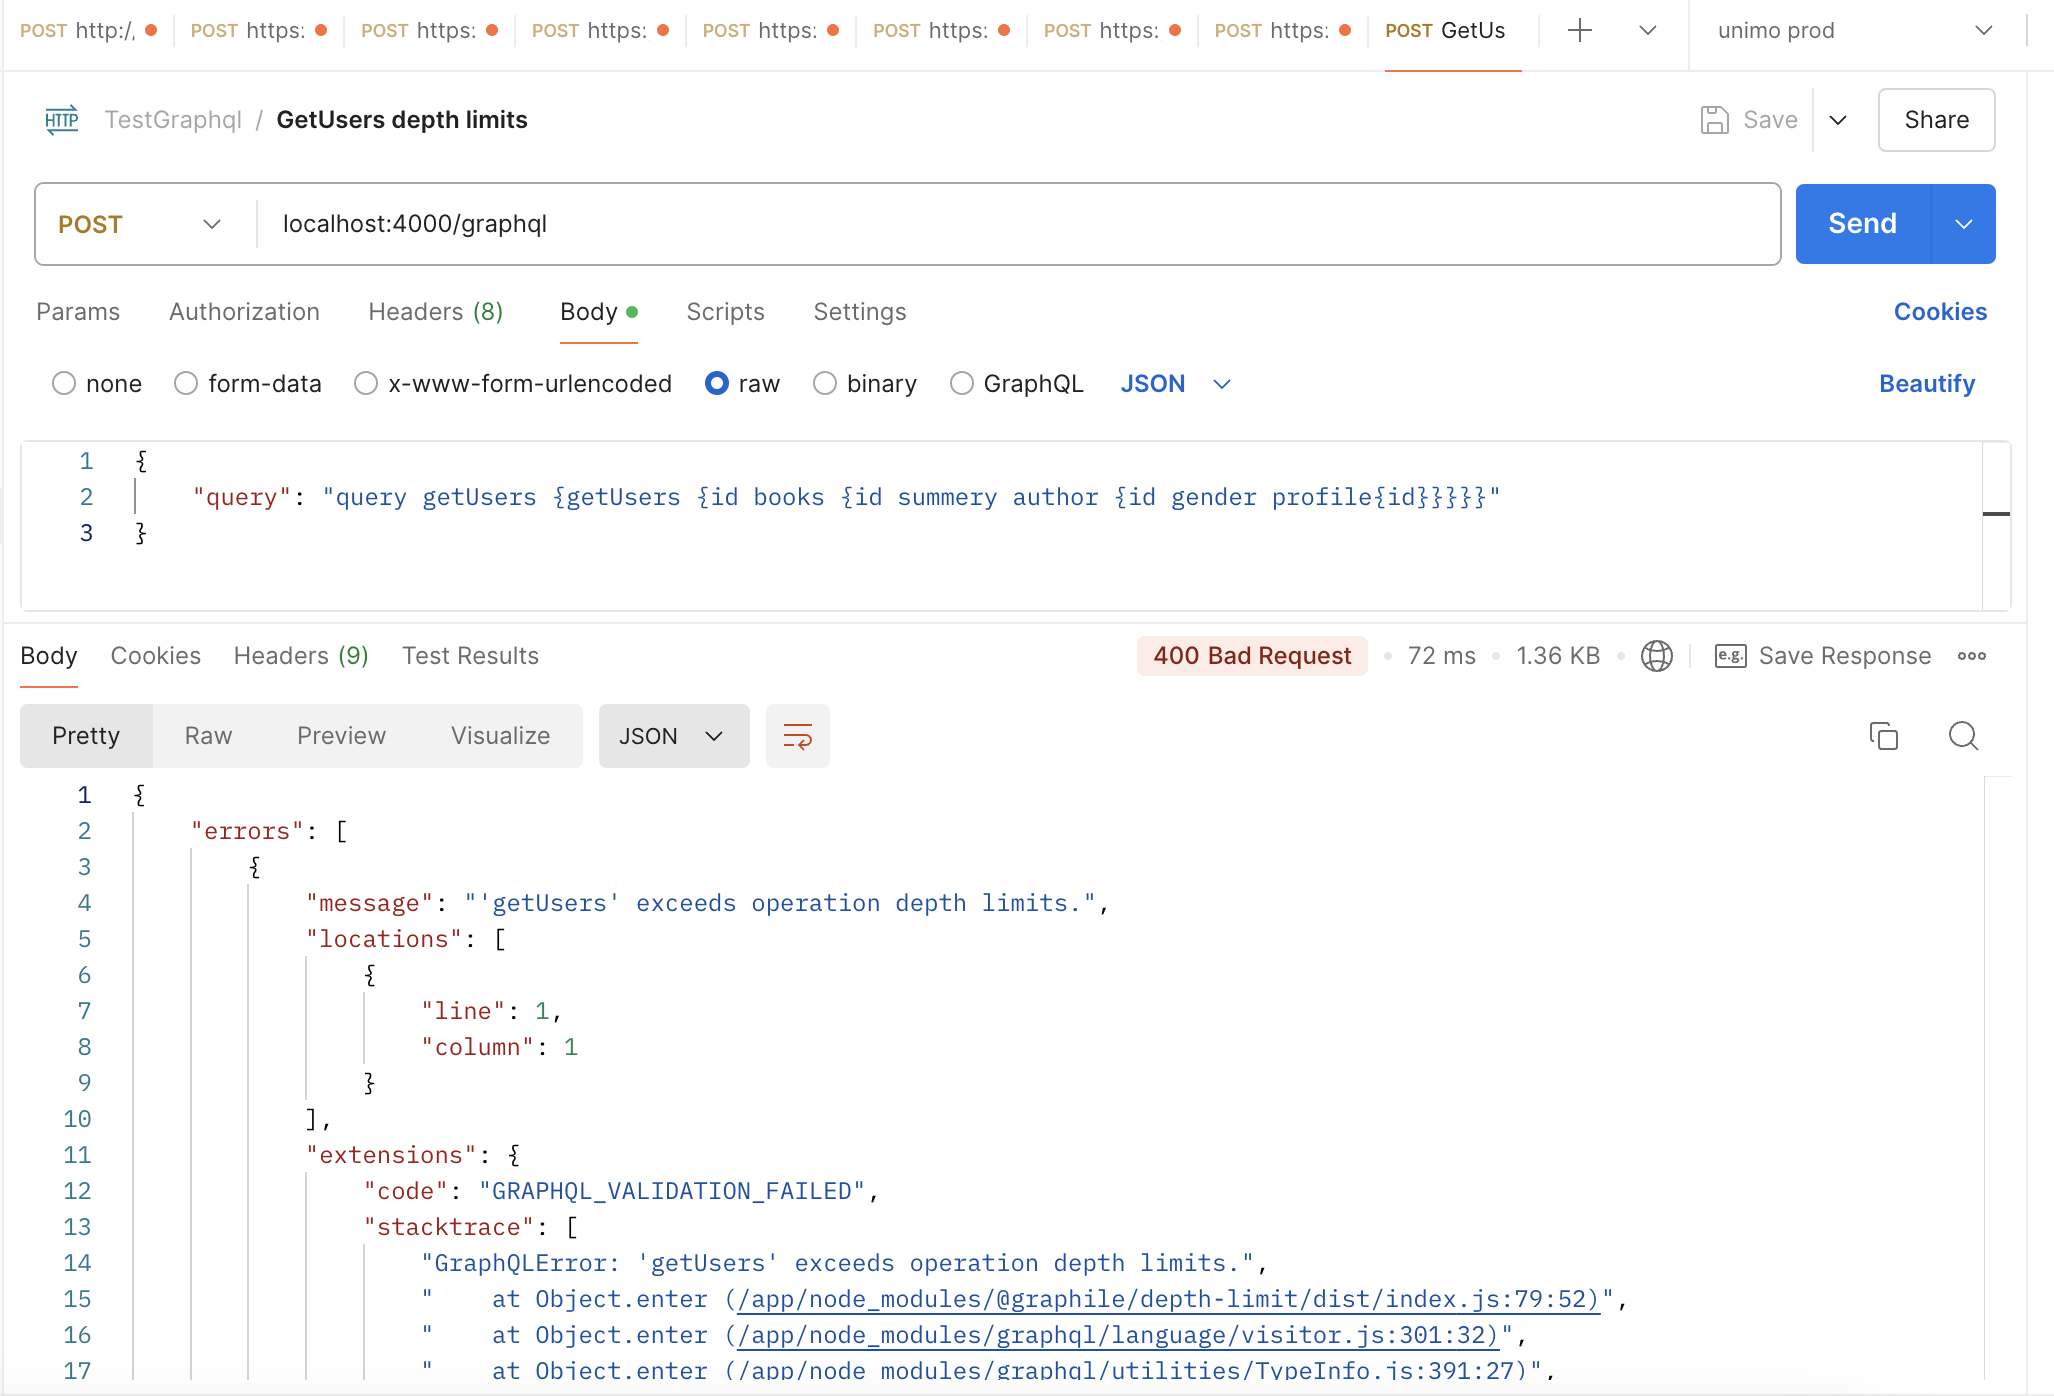 POST http:/, POST https: POST https: POST https: POST https: POST https: POST https: POST https: POST GetUs unimo prod
HTTP TestGraphql / GetUsers depth limits Save Share
POST localhost:4000/graphql Send
Params Authorization Headers (8) Body Scripts Settings Cookies
none form-data x-www-form-urlencoded raw binary GraphQL JSON Beautify
1 {
2 "query": "query getUsers {getUsers {id books {id summery author {id gender profile{id}}}}}"
3 }
Body Cookies Headers (9) Test Results 400 Bad Request 72 ms 1.36 KB e.g. Save Response
Pretty Raw Preview Visualize JSON
1 {
2 "errors": [
3 {
4 "message": "'getUsers' exceeds operation depth limits.",
5 "locations": [
6 {
7 "line": 1,
8 "column": 1
9 }
10 ],
11 "extensions": {
12 "code": "GRAPHQL_VALIDATION_FAILED",
13 "stacktrace": [
14 "GraphQLError: 'getUsers' exceeds operation depth limits.",
15 "    at Object.enter (/app/node_modules/@graphile/depth-limit/dist/index.js:79:52)",
16 "    at Object.enter (/app/node_modules/graphql/language/visitor.js:301:32)",
17 "    at Object.enter (/app/node_modules/graphql/utilities/TypeInfo.js:391:27)",